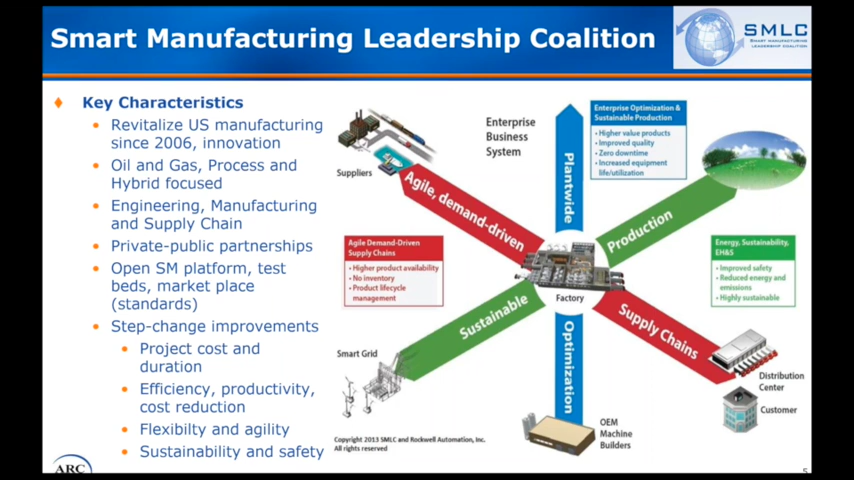 Smart Manufacturing Leadership Coalition
SMLC
SMART MANUFACTURING
LEADERSHIP COALITION
Key Characteristics
Revitalize US manufacturing
since 2006, innovation
Oil and Gas, Process and
Hybrid focused
Engineering, Manufacturing
and Supply Chain
Private-public partnerships
Open SM platform, test
beds, market place
(standards)
Step-change improvements
Project cost and
duration
Efficiency, productivity,
cost reduction
Flexibilty and agility
Sustainability and safety
Suppliers
Agile, demand-driven
Enterprise
Business
System
Plantwide
Enterprise Optimization &
Sustainable Production
• Higher value products
• Improved quality
• Zero downtime
• Increased equipment
life/utilization
Production
Agile Demand-Driven
Supply Chains
• Higher product availability
• No inventory
• Product lifecycle
management
Factory
Energy, Sustainability,
EH&S
• Improved safety
• Reduced energy and
emissions
• Highly sustainable
Sustainable
Smart Grid
Optimization
Supply Chains
Distribution
Center
Customer
OEM
Machine
Builders
Copyright 2013 SMLC and Rockwell Automation, Inc.
All rights reserved
ARC
5